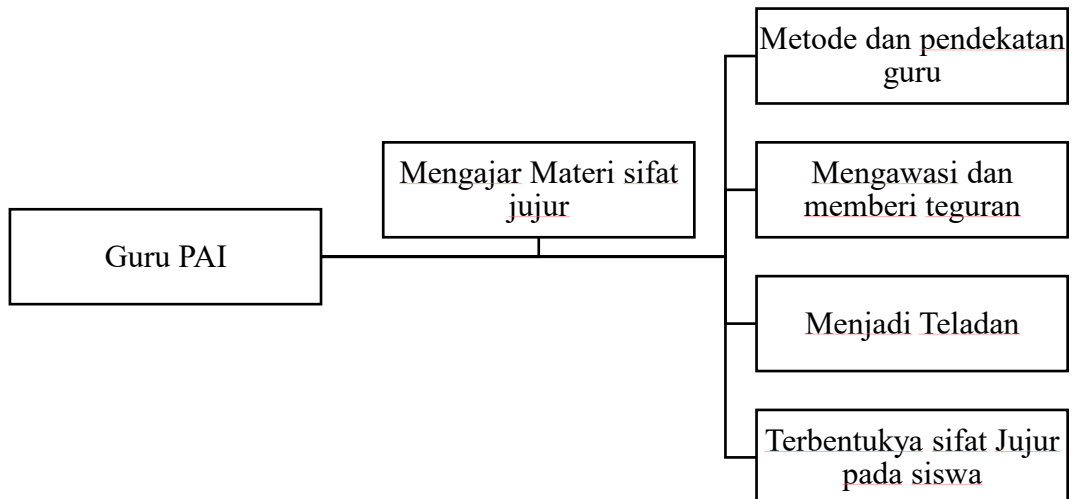 Guru PAI
Mengajar Materi sifat
jujur
Metode dan pendekatan
guru
Mengawasi dan
memberi teguran
Menjadi Teladan
Terbentukya sifat Jujur
pada siswa